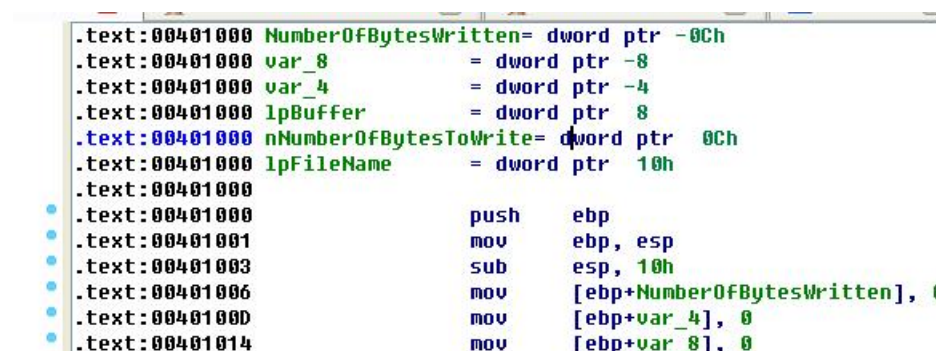 .text:00401000 NumberOfBytesWritten= dword ptr -0Ch
.text:00401000 var_8 = dword ptr -8
.text:00401000 var_4 = dword ptr -4
.text:00401000 lpBuffer = dword ptr 8
.text:00401000 nNumberOfBytesToWrite= dword ptr 0Ch
.text:00401000 lpFileName = dword ptr 10h
.text:00401000
.text:00401000 push ebp
.text:00401001 mov ebp, esp
.text:00401003 sub esp, 10h
.text:00401006 mov [ebp+NumberOfBytesWritten], 0
.text:0040100D mov [ebp+var_4], 0
.text:00401014 mov [ebp+var_8], 0